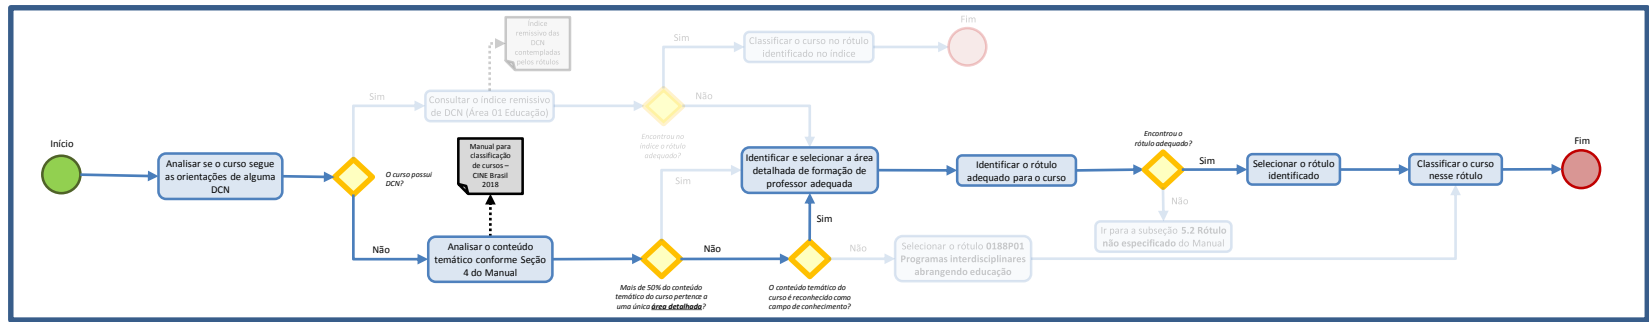 Índice
remissivo das
DCN
contempladas
pelos rótulos
Fim
Sim
Classificar o curso no rótulo
identificado no índice
Sim
Consultar o índice remissivo
de DCN (Área 01 Educação)
Não
Encontrou no
índice o rótulo
adequado?
Início
Analisar se o curso segue
as orientações de alguma
DCN
O curso possui
DCN?
Manual para
classificação
de cursos –
CINE Brasil
2018
Sim
Identificar e selecionar a área
detalhada de formação de
professor adequada
Identificar o rótulo
adequado para o curso
Encontrou o
rótulo adequado?
Sim
Selecionar o rótulo
identificado
Classificar o curso
nesse rótulo
Fim
Não
Ir para a subseção 5.2 Rótulo
não especificado do Manual
Não
Analisar o conteúdo
temático conforme Seção
4 do Manual
Mais de 50% do conteúdo
temático do curso pertence a
uma única área detalhada?
Não
Sim
O conteúdo temático do
curso é reconhecido como
campo de conhecimento?
Não
Selecionar o rótulo 0188P01
Programas interdisciplinares
abrangendo educação